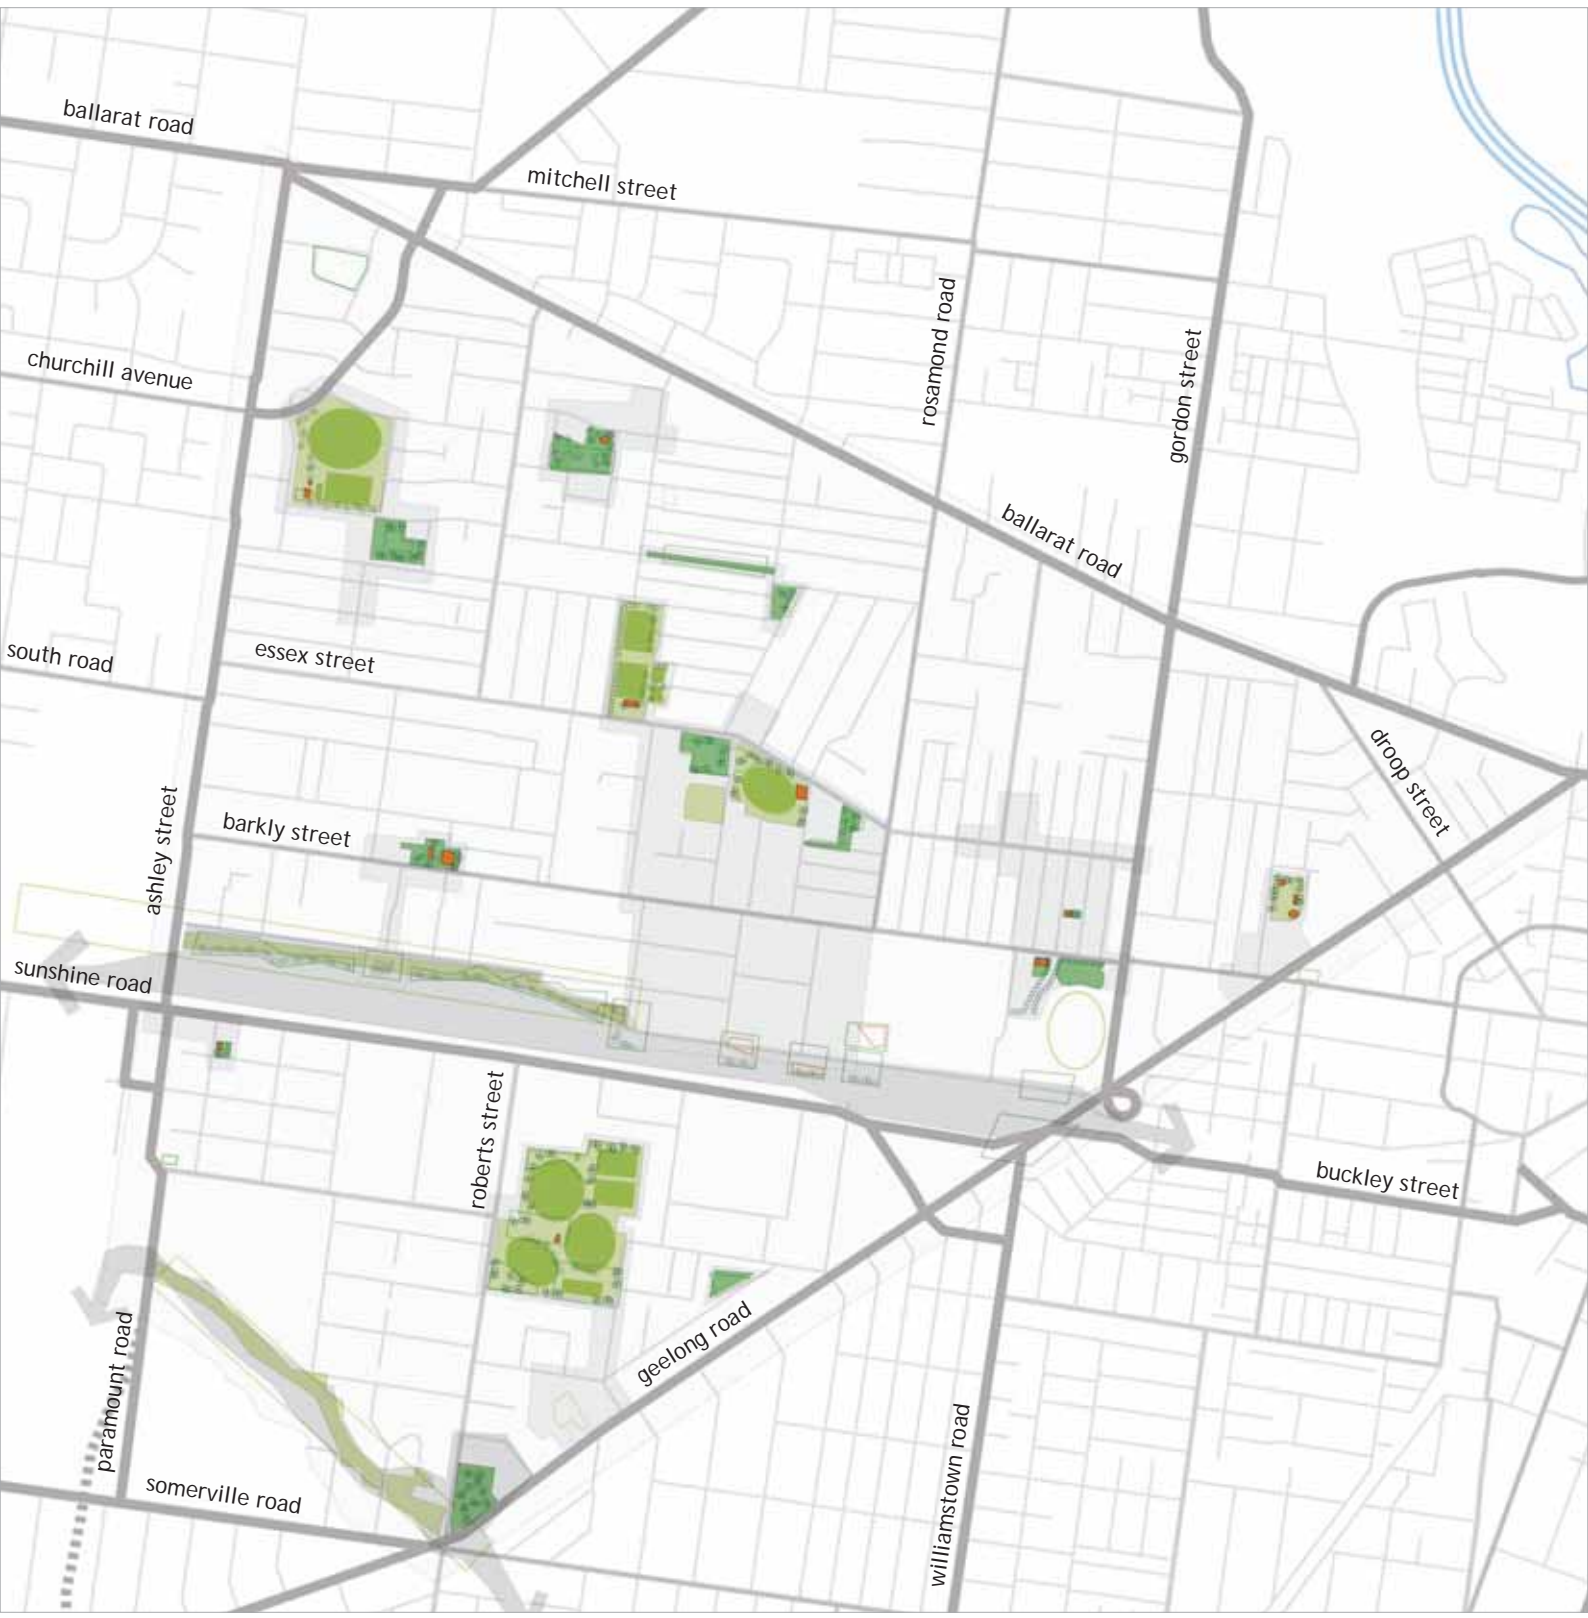 ballarat road
mitchell street
rosamond road
gordon street
churchill avenue
ballarat road
essex street
south road
droop street
ashley street
barkly street
sunshine road
roberts street
buckley street
geelong road
paramount road
williamstown road
somerville road